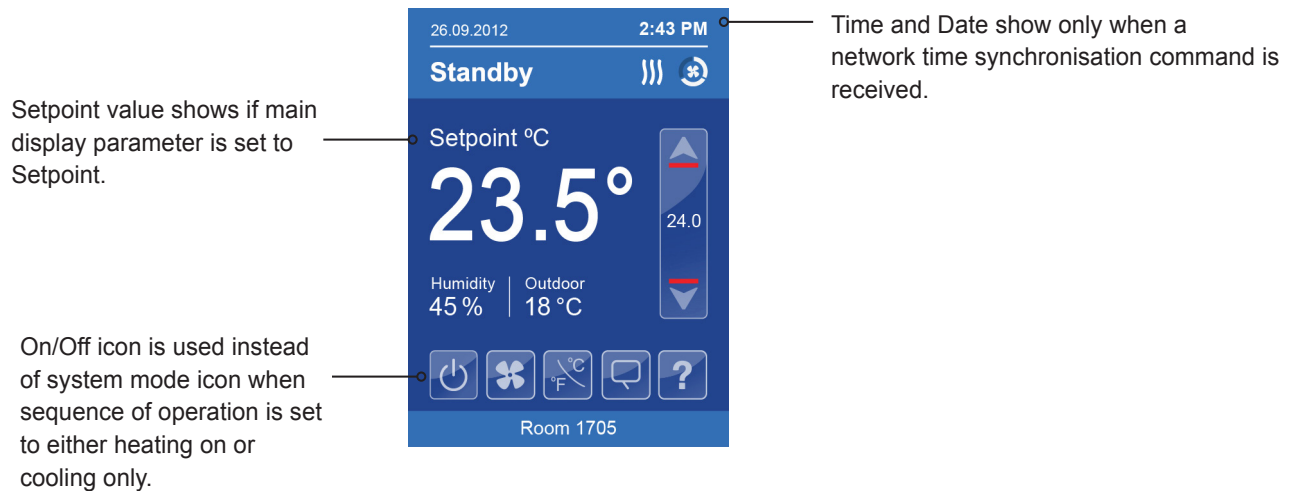 26.09.2012
2:43 PM
Standby
Time and Date show only when a
network time synchronisation command is
received.
Setpoint value shows if main
display parameter is set to
Setpoint.
Setpoint ºC
23.5°
24.0
Humidity
45 %
Outdoor
18 °C
On/Off icon is used instead
of system mode icon when
sequence of operation is set
to either heating on or
cooling only.
°C
°F
?
Room 1705